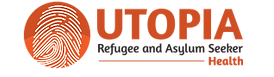 UTOPIA
Refugee and Asylum Seeker
Health